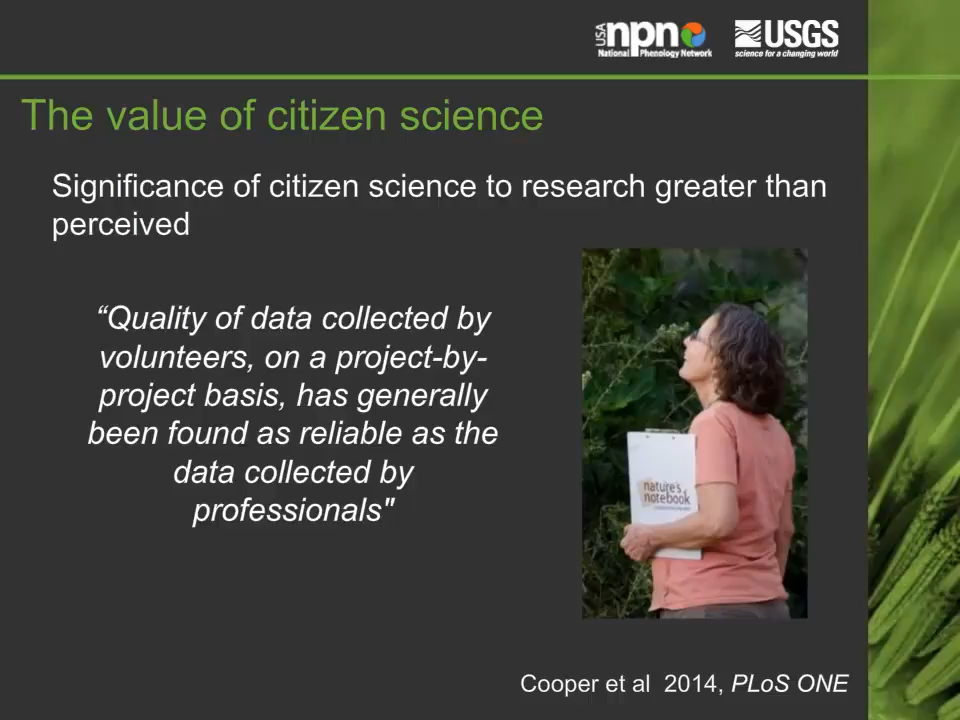 USA npn
National Phenology Network
USGS
science for a changing world
The value of citizen science
Significance of citizen science to research greater than
perceived
“Quality of data collected by
volunteers, on a project-by-
project basis, has generally
been found as reliable as the
data collected by
professionals"
nature's
notebook
Cooper et al  2014, PLoS ONE